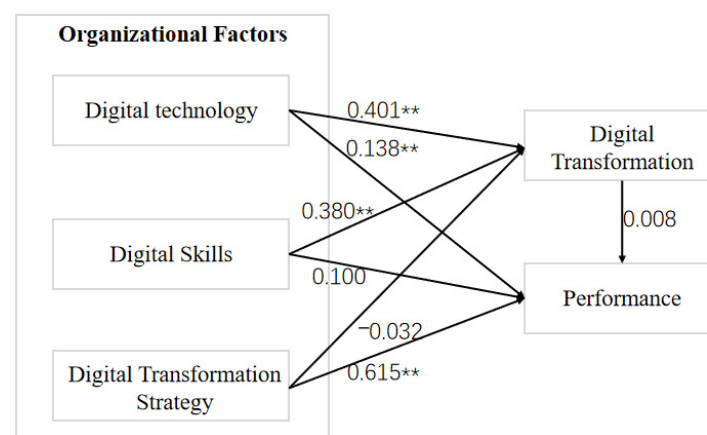 Organizational Factors
Digital technology
0.401**
0.138**
Digital
Transformation
0.380**
0.008
Digital Skills
0.100
Performance
−0.032
Digital Transformation
Strategy
0.615**